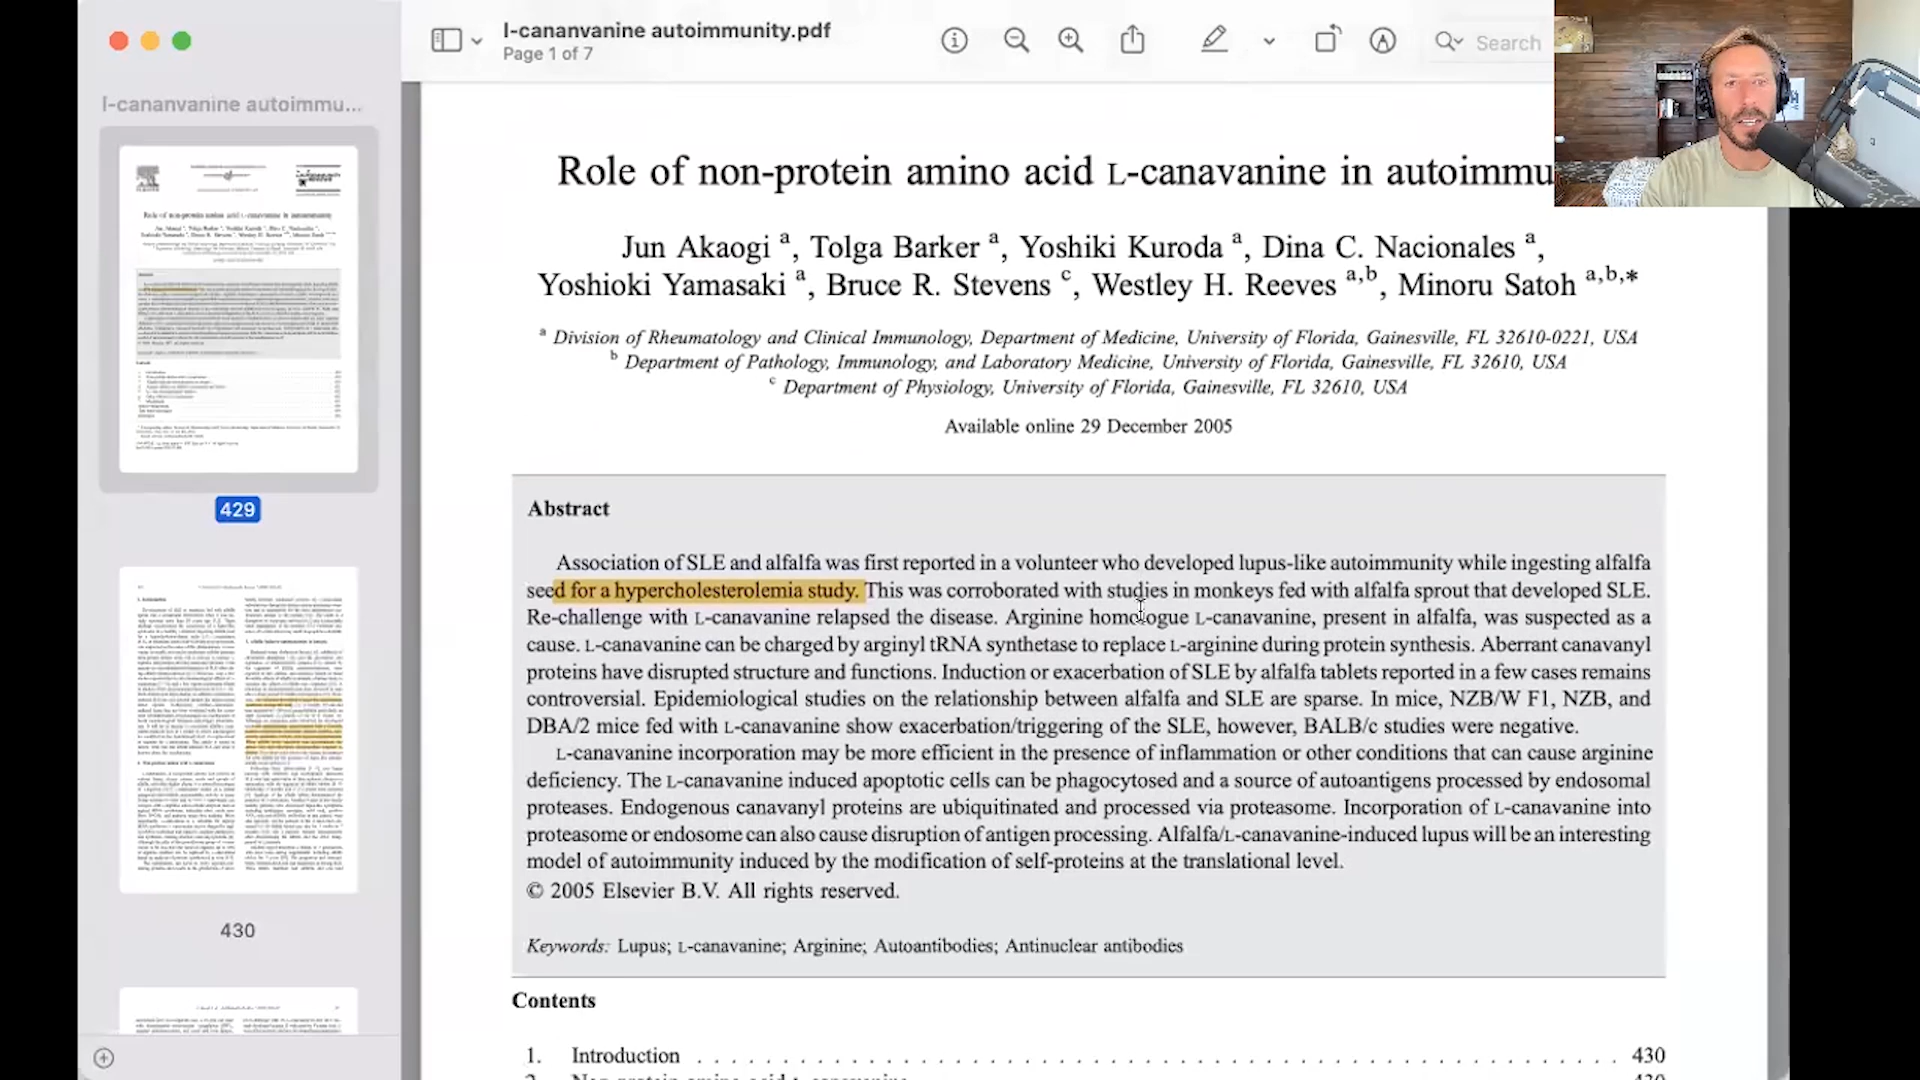 l-cananvanine autoimmunity.pdf
Page 1 of 7
Search
l-cananvanine autoimmu...
429
430
Role of non-protein amino acid L-canavanine in autoimmu
Jun Akaogi a, Tolga Barker a, Yoshiki Kuroda a, Dina C. Nacionales a,
Yoshioki Yamasaki a, Bruce R. Stevens c, Westley H. Reeves a,b, Minoru Satoh a,b,*
a Division of Rheumatology and Clinical Immunology, Department of Medicine, University of Florida, Gainesville, FL 32610-0221, USA
b Department of Pathology, Immunology, and Laboratory Medicine, University of Florida, Gainesville, FL 32610, USA
c Department of Physiology, University of Florida, Gainesville, FL 32610, USA
Available online 29 December 2005
Abstract
Association of SLE and alfalfa was first reported in a volunteer who developed lupus-like autoimmunity while ingesting alfalfa
seed for a hypercholesterolemia study. This was corroborated with studies in monkeys fed with alfalfa sprout that developed SLE.
Re-challenge with L-canavanine relapsed the disease. Arginine homologue L-canavanine, present in alfalfa, was suspected as a
cause. L-canavanine can be charged by arginyl tRNA synthetase to replace L-arginine during protein synthesis. Aberrant canavanyl
proteins have disrupted structure and functions. Induction or exacerbation of SLE by alfalfa tablets reported in a few cases remains
controversial. Epidemiological studies on the relationship between alfalfa and SLE are sparse. In mice, NZB/W F1, NZB, and
DBA/2 mice fed with L-canavanine show exacerbation/triggering of the SLE, however, BALB/c studies were negative.
L-canavanine incorporation may be more efficient in the presence of inflammation or other conditions that can cause arginine
deficiency. The L-canavanine induced apoptotic cells can be phagocytosed and a source of autoantigens processed by endosomal
proteases. Endogenous canavanyl proteins are ubiquitinated and processed via proteasome. Incorporation of L-canavanine into
proteasome or endosome can also cause disruption of antigen processing. Alfalfa/L-canavanine-induced lupus will be an interesting
model of autoimmunity induced by the modification of self-proteins at the translational level.
© 2005 Elsevier B.V. All rights reserved.
Keywords: Lupus; L-canavanine; Arginine; Autoantibodies; Antinuclear antibodies
Contents
1. Introduction . . . . . . . . . . . . . . . . . . . . . . . . . . . . . . . . . . . . . . . . . . . . . 430